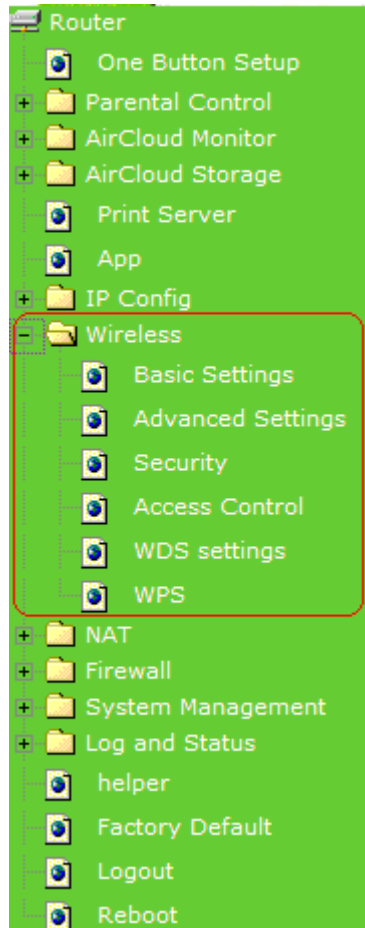 Router
One Button Setup
Parental Control
AirCloud Monitor
AirCloud Storage
Print Server
App
IP Config
Wireless
Basic Settings
Advanced Settings
Security
Access Control
WDS settings
WPS
NAT
Firewall
System Management
Log and Status
helper
Factory Default
Logout
Reboot